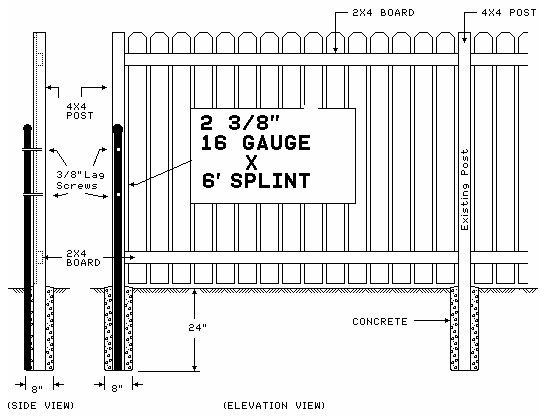 2X4 BOARD
4X4 POST
4X4
POST
2 3/8"
16 GAUGE
X
6' SPLINT
3/8"Lag
Screws
Existing Post
2X4
BOARD
24"
CONCRETE
8"
8"
(SIDE VIEW)
(ELEVATION VIEW)